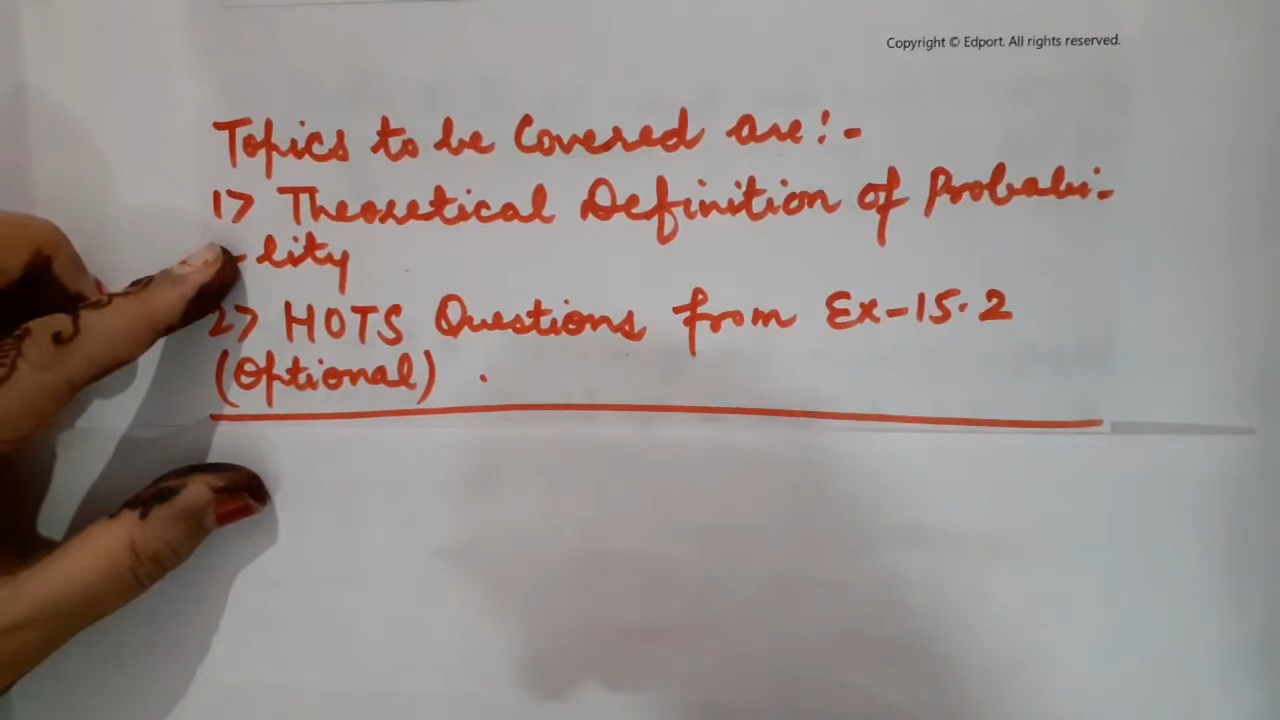 Copyright © Edport. All rights reserved.
Topics to be Covered are:-
1> Theoretical Definition of Probabi-
-lity
2> HOTS Questions from Ex-15.2
(Optional) .